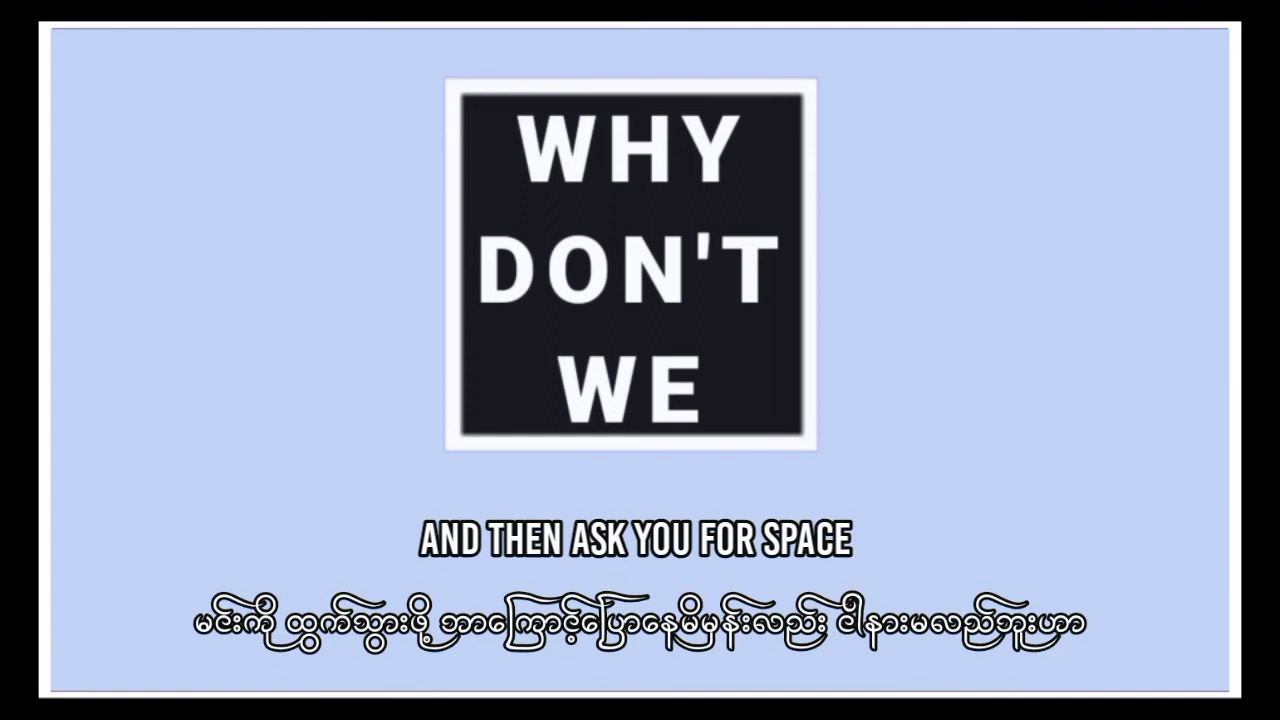 WHY
DON'T
WE
AND THEN ASK YOU FOR SPACE
မင်းကို ထွက်သွားဖို့ ဘာကြောင့်ပြောနေမိမှန်းလည်း ငါနားမလည်ဘူးဟာ